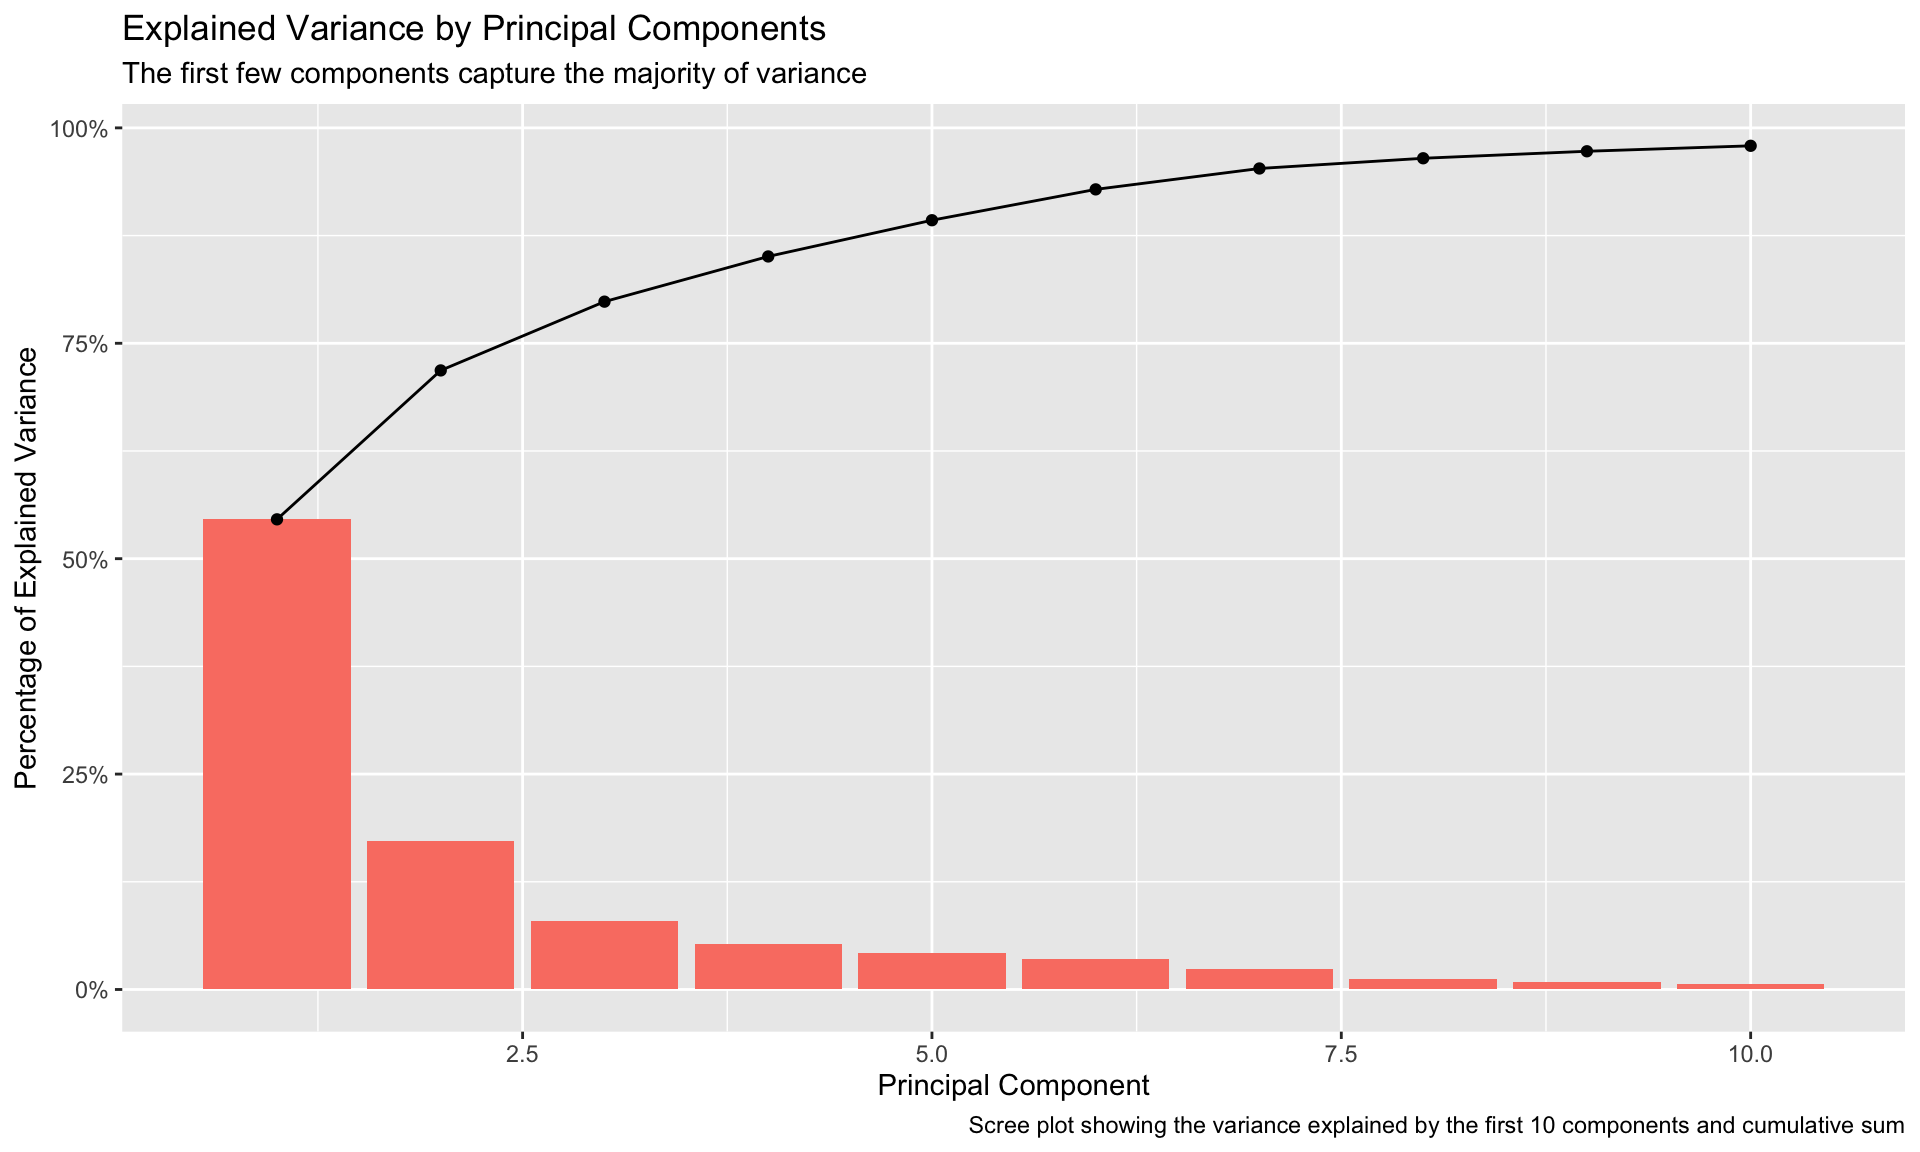 Explained Variance by Principal Components
The first few components capture the majority of variance
Percentage of Explained Variance
100%
75%
50%
25%
0%
2.5
5.0
7.5
10.0
Principal Component
Scree plot showing the variance explained by the first 10 components and cumulative sum